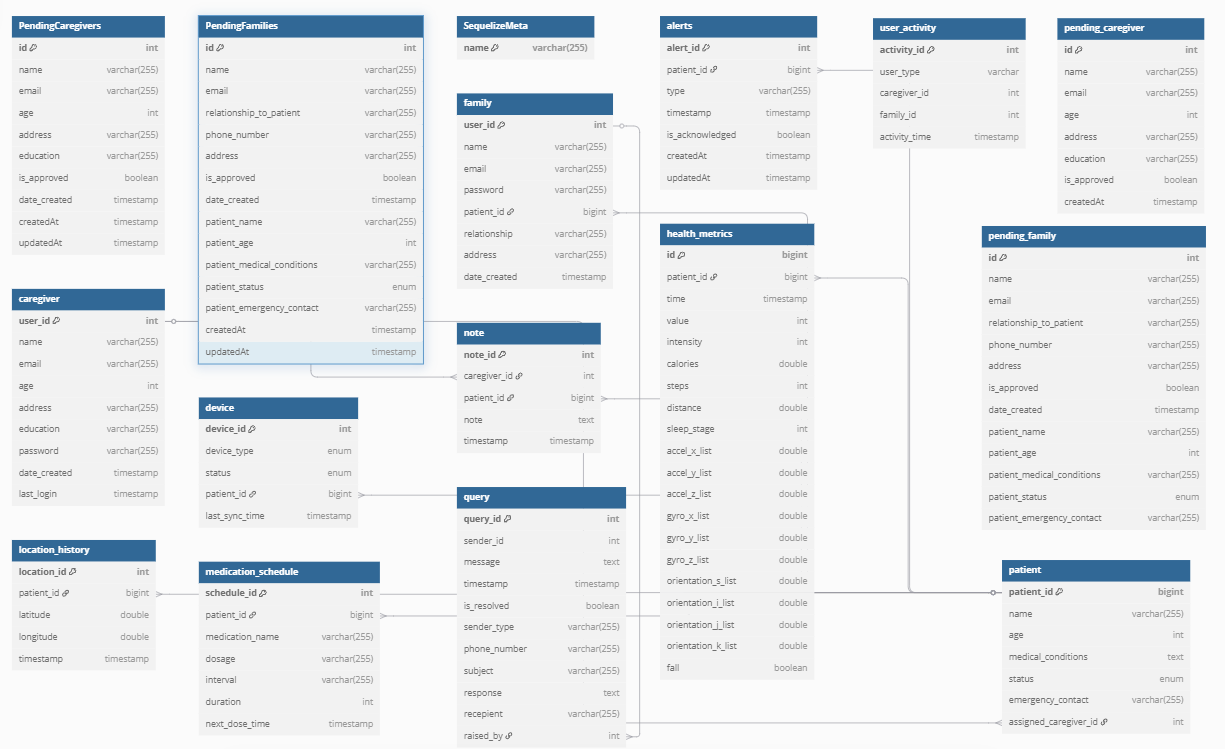 PendingCaregivers
id int
name varchar(255)
email varchar(255)
age int
address varchar(255)
education varchar(255)
is_approved boolean
date_created timestamp
createdAt timestamp
updatedAt timestamp
PendingFamilies
id int
name varchar(255)
email varchar(255)
relationship_to_patient varchar(255)
phone_number varchar(255)
address varchar(255)
is_approved boolean
date_created timestamp
patient_name varchar(255)
patient_age int
patient_medical_conditions varchar(255)
patient_status enum
patient_emergency_contact varchar(255)
createdAt timestamp
updatedAt timestamp
SequelizeMeta
name varchar(255)
family
user_id int
name varchar(255)
email varchar(255)
password varchar(255)
patient_id bigint
relationship varchar(255)
address varchar(255)
date_created timestamp
alerts
alert_id int
patient_id bigint
type varchar(255)
timestamp timestamp
is_acknowledged boolean
createdAt timestamp
updatedAt timestamp
user_activity
activity_id int
user_type varchar
caregiver_id int
family_id int
activity_time timestamp
pending_caregiver
id int
name varchar(255)
email varchar(255)
age int
address varchar(255)
education varchar(255)
is_approved boolean
createdAt timestamp
caregiver
user_id int
name varchar(255)
email varchar(255)
age int
address varchar(255)
education varchar(255)
password varchar(255)
date_created timestamp
last_login timestamp
note
note_id int
caregiver_id int
patient_id bigint
note text
timestamp timestamp
health_metrics
id bigint
patient_id bigint
time timestamp
value int
intensity int
calories double
steps int
distance double
sleep_stage int
accel_x_list double
accel_y_list double
accel_z_list double
gyro_x_list double
gyro_y_list double
gyro_z_list double
orientation_s_list double
orientation_i_list double
orientation_j_list double
orientation_k_list double
fall boolean
pending_family
id int
name varchar(255)
email varchar(255)
relationship_to_patient varchar(255)
phone_number varchar(255)
address varchar(255)
is_approved boolean
date_created timestamp
patient_name varchar(255)
patient_age int
patient_medical_conditions varchar(255)
patient_status enum
patient_emergency_contact varchar(255)
device
device_id int
device_type enum
status enum
patient_id bigint
last_sync_time timestamp
query
query_id int
sender_id int
message text
timestamp timestamp
is_resolved boolean
sender_type varchar(255)
phone_number varchar(255)
subject varchar(255)
response text
recepient varchar(255)
raised_by int
location_history
location_id int
patient_id bigint
latitude double
longitude double
timestamp timestamp
medication_schedule
schedule_id int
patient_id bigint
medication_name varchar(255)
dosage varchar(255)
interval varchar(255)
duration int
next_dose_time timestamp
patient
patient_id bigint
name varchar(255)
age int
medical_conditions text
status enum
emergency_contact varchar(255)
assigned_caregiver_id int